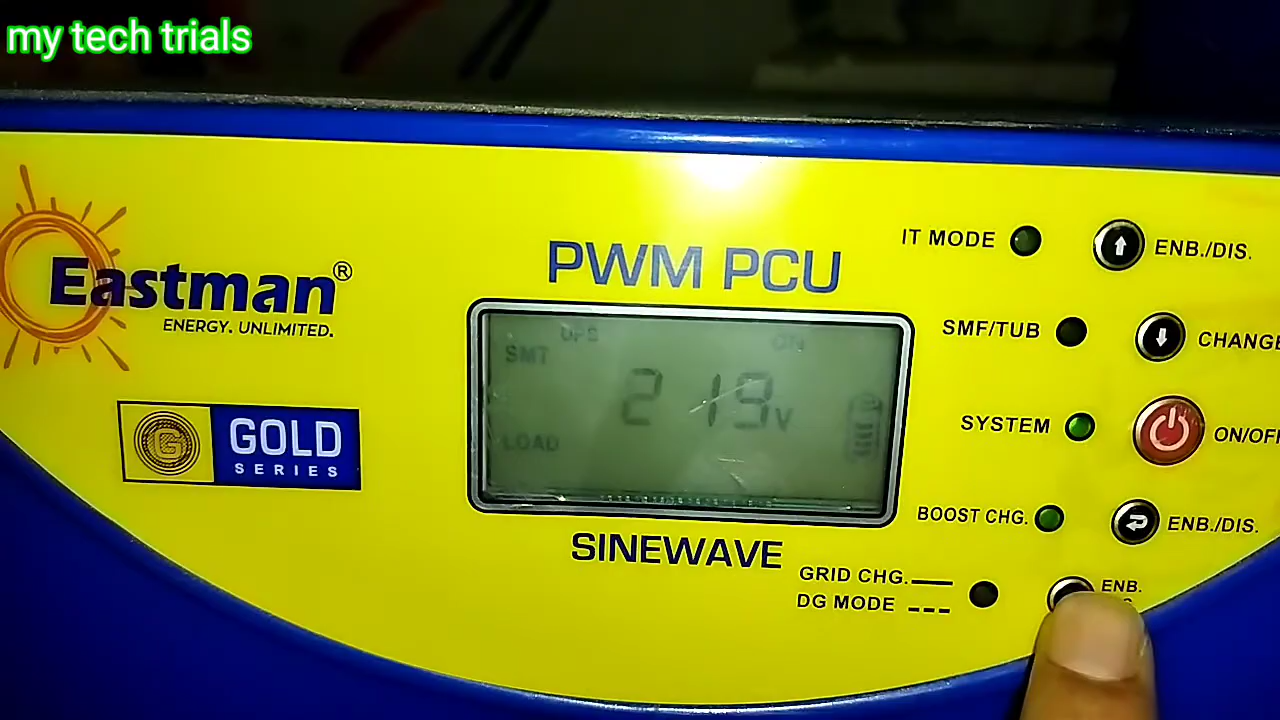 my tech trials
Eastman®
ENERGY. UNLIMITED.
G
GOLD
SERIES
PWM PCU
UPS
ON
SMT
219V
LOAD
SINEWAVE
IT MODE
ENB./DIS.
SMF/TUB
CHANGE
SYSTEM
ON/OFF
BOOST CHG.
ENB./DIS.
GRID CHG.
ENB.
DG MODE